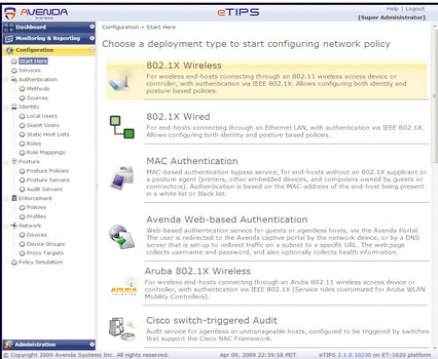 AVENDA
SYSTEMS
eTIPS
Help | Logout
(Super Administrator)
Dashboard
Monitoring & Reporting
Configuration
Start Here
Services
Authentication
Methods
Sources
Identity
Local Users
Guest Users
Static Host Lists
Roles
Role Mappings
Posture
Posture Policies
Posture Servers
Audit Servers
Enforcement
Policies
Profiles
Network
Devices
Device Groups
Proxy Targets
Policy Simulation
Administration
Configuration » Start Here
Choose a deployment type to start configuring network policy
802.1X Wireless
For wireless end-hosts connecting through an 802.11 wireless access device or
controller, with authentication via IEEE 802.1X. Allows configuring both identity and
posture based policies.
802.1X Wired
For end-hosts connecting through an Ethernet LAN, with authentication via IEEE 802.1X.
Allows configuring both identity and posture based policies.
MAC Authentication
MAC-based authentication bypass service, for end-hosts without an 802.1X supplicant or
a posture agent (printers, other embedded devices, and computers owned by guests or
contractors). Authentication is based on the MAC-address of the end-host being present
in a white list or black list.
Avenda Web-based Authentication
Web-based authentication service for guests or agentless hosts, via the Avenda Portal.
The user is redirected to the Avenda captive portal by the network device, or by a DNS
server that is set up to redirect traffic on a subnet to a specific URL. The web page
collects username and password, and also optionally collects health information.
ARUBA
Aruba 802.1X Wireless
For wireless end-hosts connecting through an Aruba 802.11 wireless access device or
controller, with authentication via IEEE 802.1X (Service rules customized for Aruba WLAN
Mobility Controllers).
Cisco switch-triggered Audit
Audit service for agentless or unmanageable hosts, configured to be triggered by switches
that support the Cisco NAC Framework.
© Copyright 2009 Avenda Systems Inc. All rights reserved.
Apr 09, 2009 22:39:58 PDT
eTIPS 2.1.0.10230 on ET-5020 platform